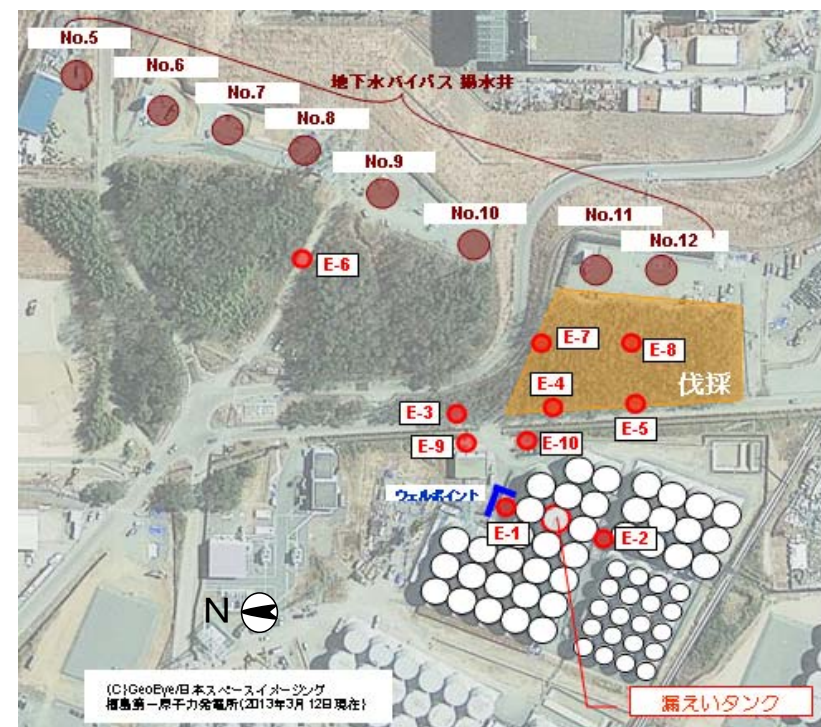 No.5
No.6
No.7
No.8
地下水バイパス 揚水井
No.9
No.10
No.11
No.12
E-6
E-7
E-8
伐採
E-4
E-3
E-5
E-9
E-10
ウェルポイント
E-1
E-2
N
(C)GeoEye/日本スペースイメージング
福島第一原子力発電所(2013年3月12日現在)
漏えいタンク